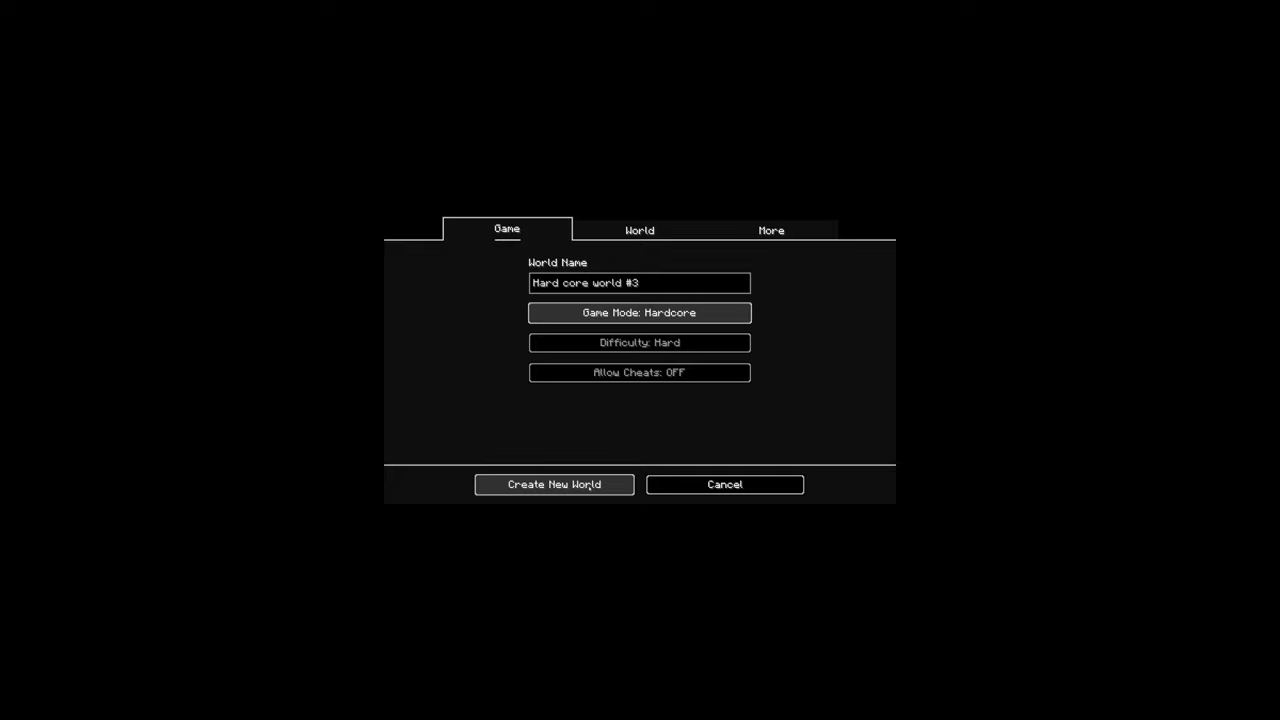 Game
World
More
World Name
Hard core world #3
Game Mode: Hardcore
Difficulty: Hard
Allow Cheats: OFF
Create New World
Cancel